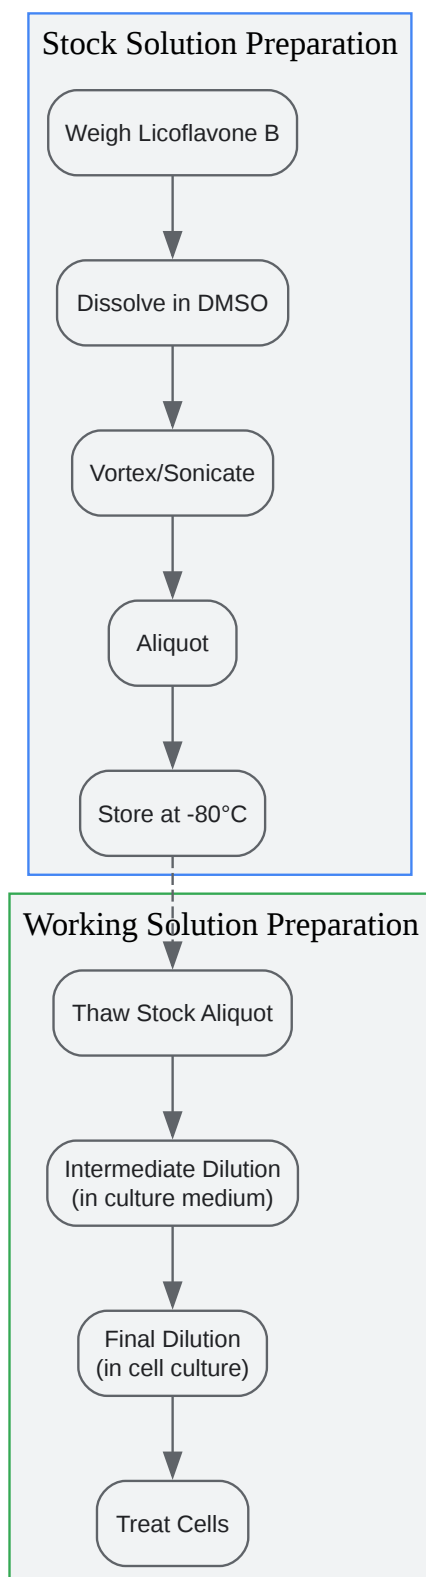 Stock Solution Preparation
Weigh Licoflavone B
Dissolve in DMSO
Vortex/Sonicate
Aliquot
Store at -80°C
Working Solution Preparation
Thaw Stock Aliquot
Intermediate Dilution
(in culture medium)
Final Dilution
(in cell culture)
Treat Cells